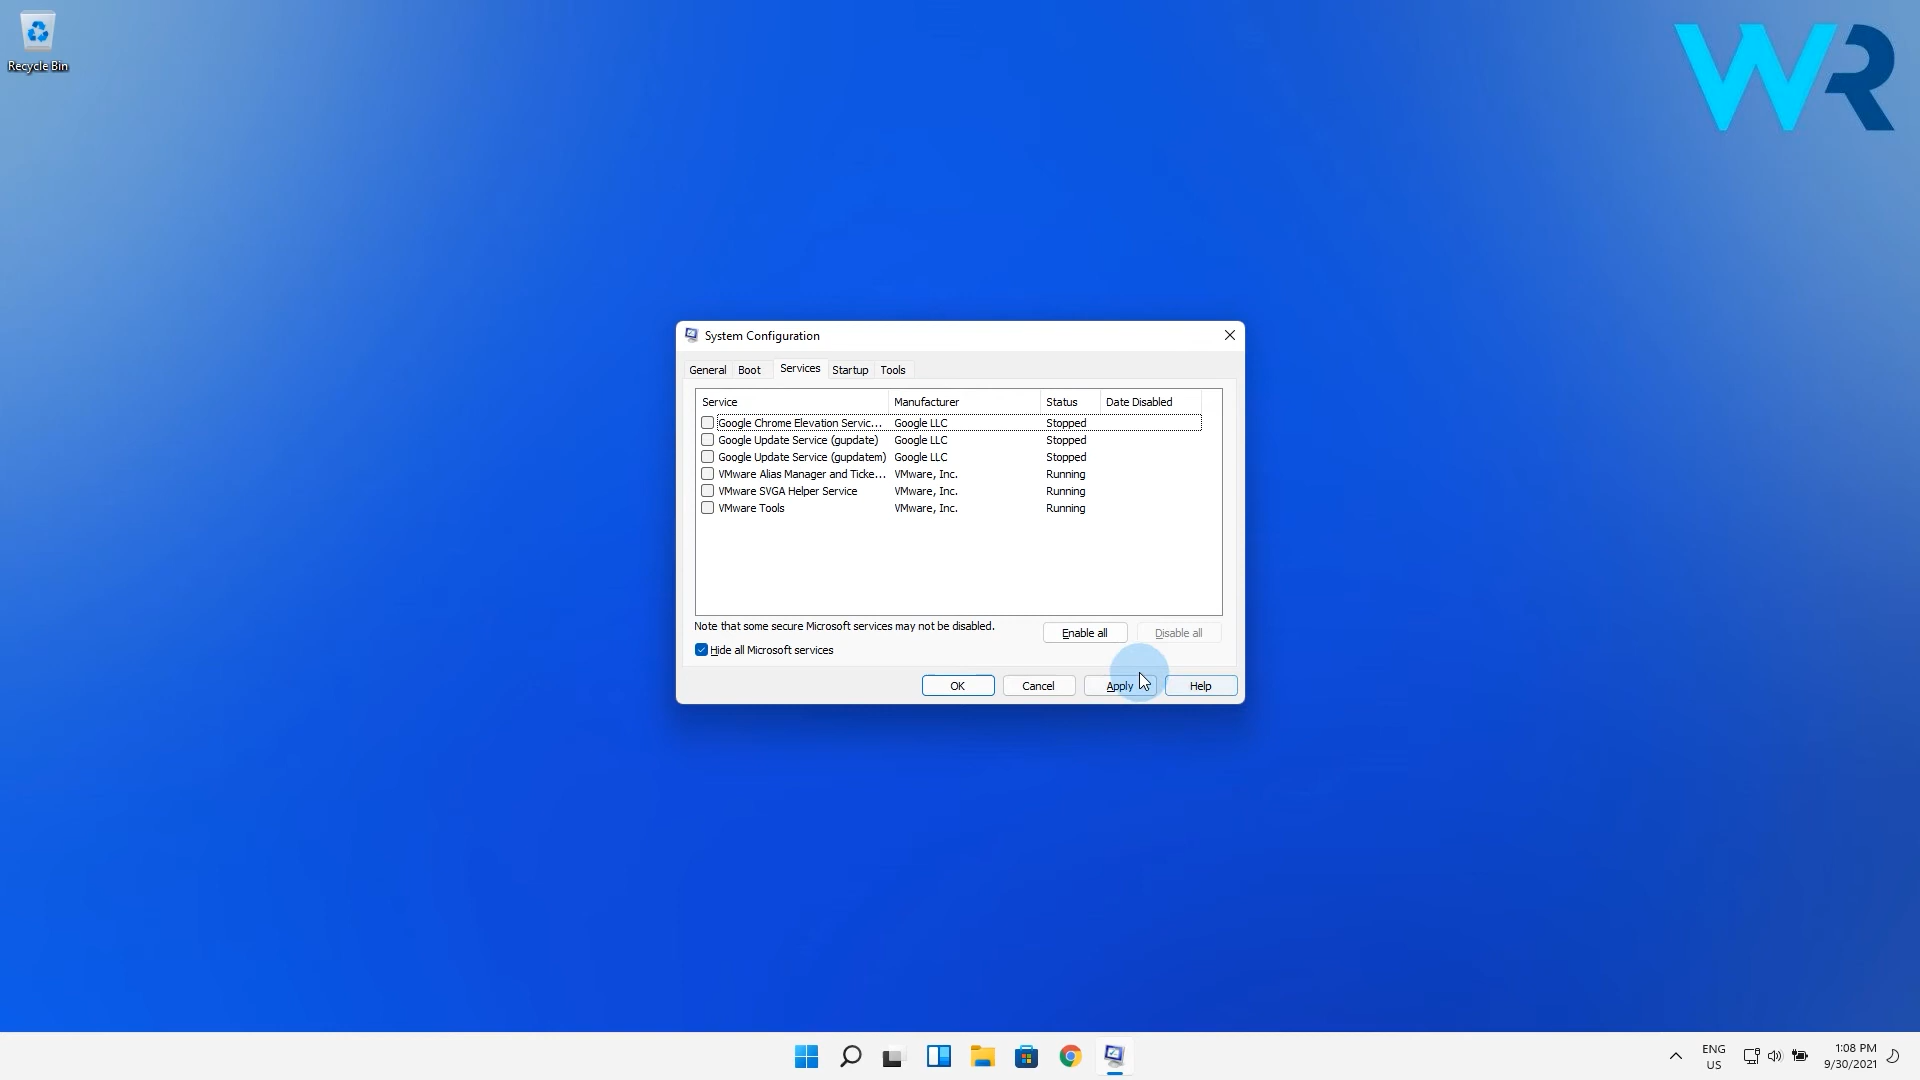 Recycle Bin
WR
System Configuration
General Boot Services Startup Tools
Service Manufacturer Status Date Disabled
Google Chrome Elevation Servic... Google LLC Stopped
Google Update Service (gupdate) Google LLC Stopped
Google Update Service (gupdatem) Google LLC Stopped
VMware Alias Manager and Ticke... VMware, Inc. Running
VMware SVGA Helper Service VMware, Inc. Running
VMware Tools VMware, Inc. Running
Note that some secure Microsoft services may not be disabled.
Enable all Disable all
Hide all Microsoft services
OK Cancel Apply Help
ENG
US
1:08 PM
9/30/2021